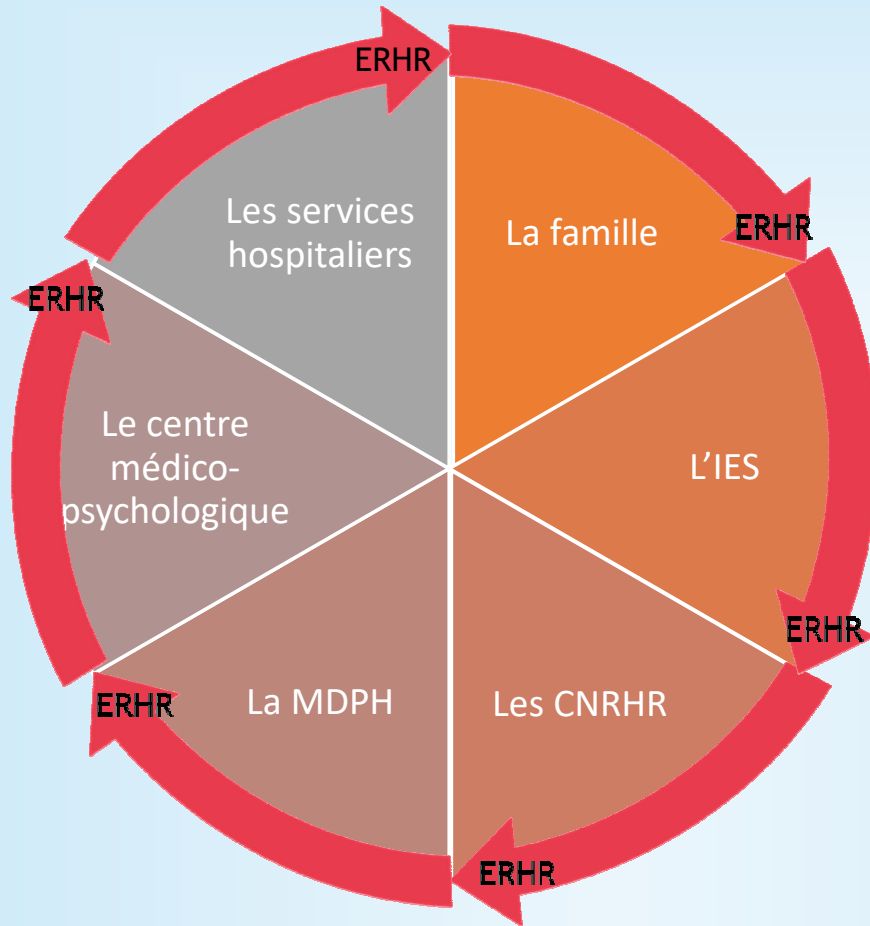 ERHR
Les services
hospitaliers
La famille
ERHR
ERHR
Le centre
médico-
psychologique
L’IES
ERHR
La MDPH
Les CNRHR
ERHR
ERHR